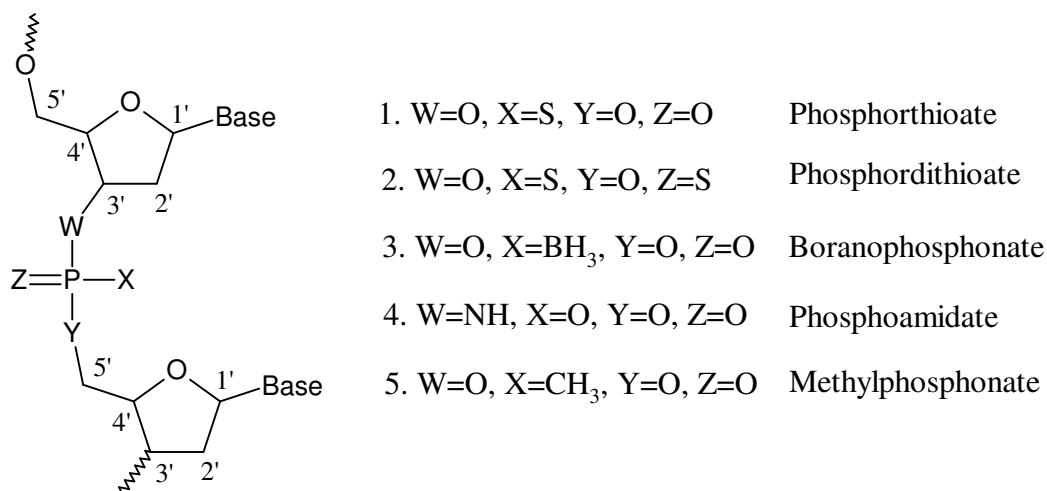 O
5'
O
1'
Base
4'
3'
2'
W
Z=P-X
Y
5'
O
1'
Base
4'
3'
2'
1. W=O, X=S, Y=O, Z=O Phosphorthioate
2. W=O, X=S, Y=O, Z=S Phosphordithioate
3. W=O, X=BH₃, Y=O, Z=O Boranophosphonate
4. W=NH, X=O, Y=O, Z=O Phosphoamidate
5. W=O, X=CH₃, Y=O, Z=O Methylphosphonate